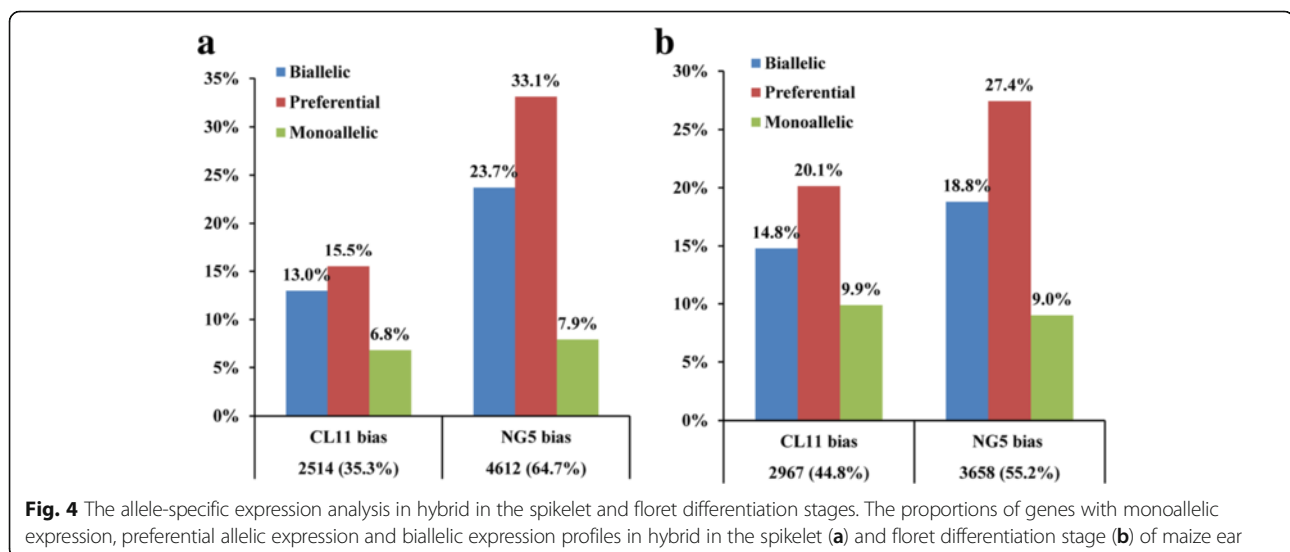 a
Biallelic
Preferential
Monoallelic
35%
30%
25%
20%
15%
10%
5%
0%
13.0%
15.5%
6.8%
23.7%
33.1%
7.9%
CL11 bias
NG5 bias
2514 (35.3%)
4612 (64.7%)
b
Biallelic
Preferential
Monoallelic
30%
25%
20%
15%
10%
5%
0%
14.8%
20.1%
9.9%
18.8%
27.4%
9.0%
CL11 bias
NG5 bias
2967 (44.8%)
3658 (55.2%)
Fig. 4 The allele-specific expression analysis in hybrid in the spikelet and floret differentiation stages. The proportions of genes with monoallelic
expression, preferential allelic expression and biallelic expression profiles in hybrid in the spikelet (a) and floret differentiation stage (b) of maize ear